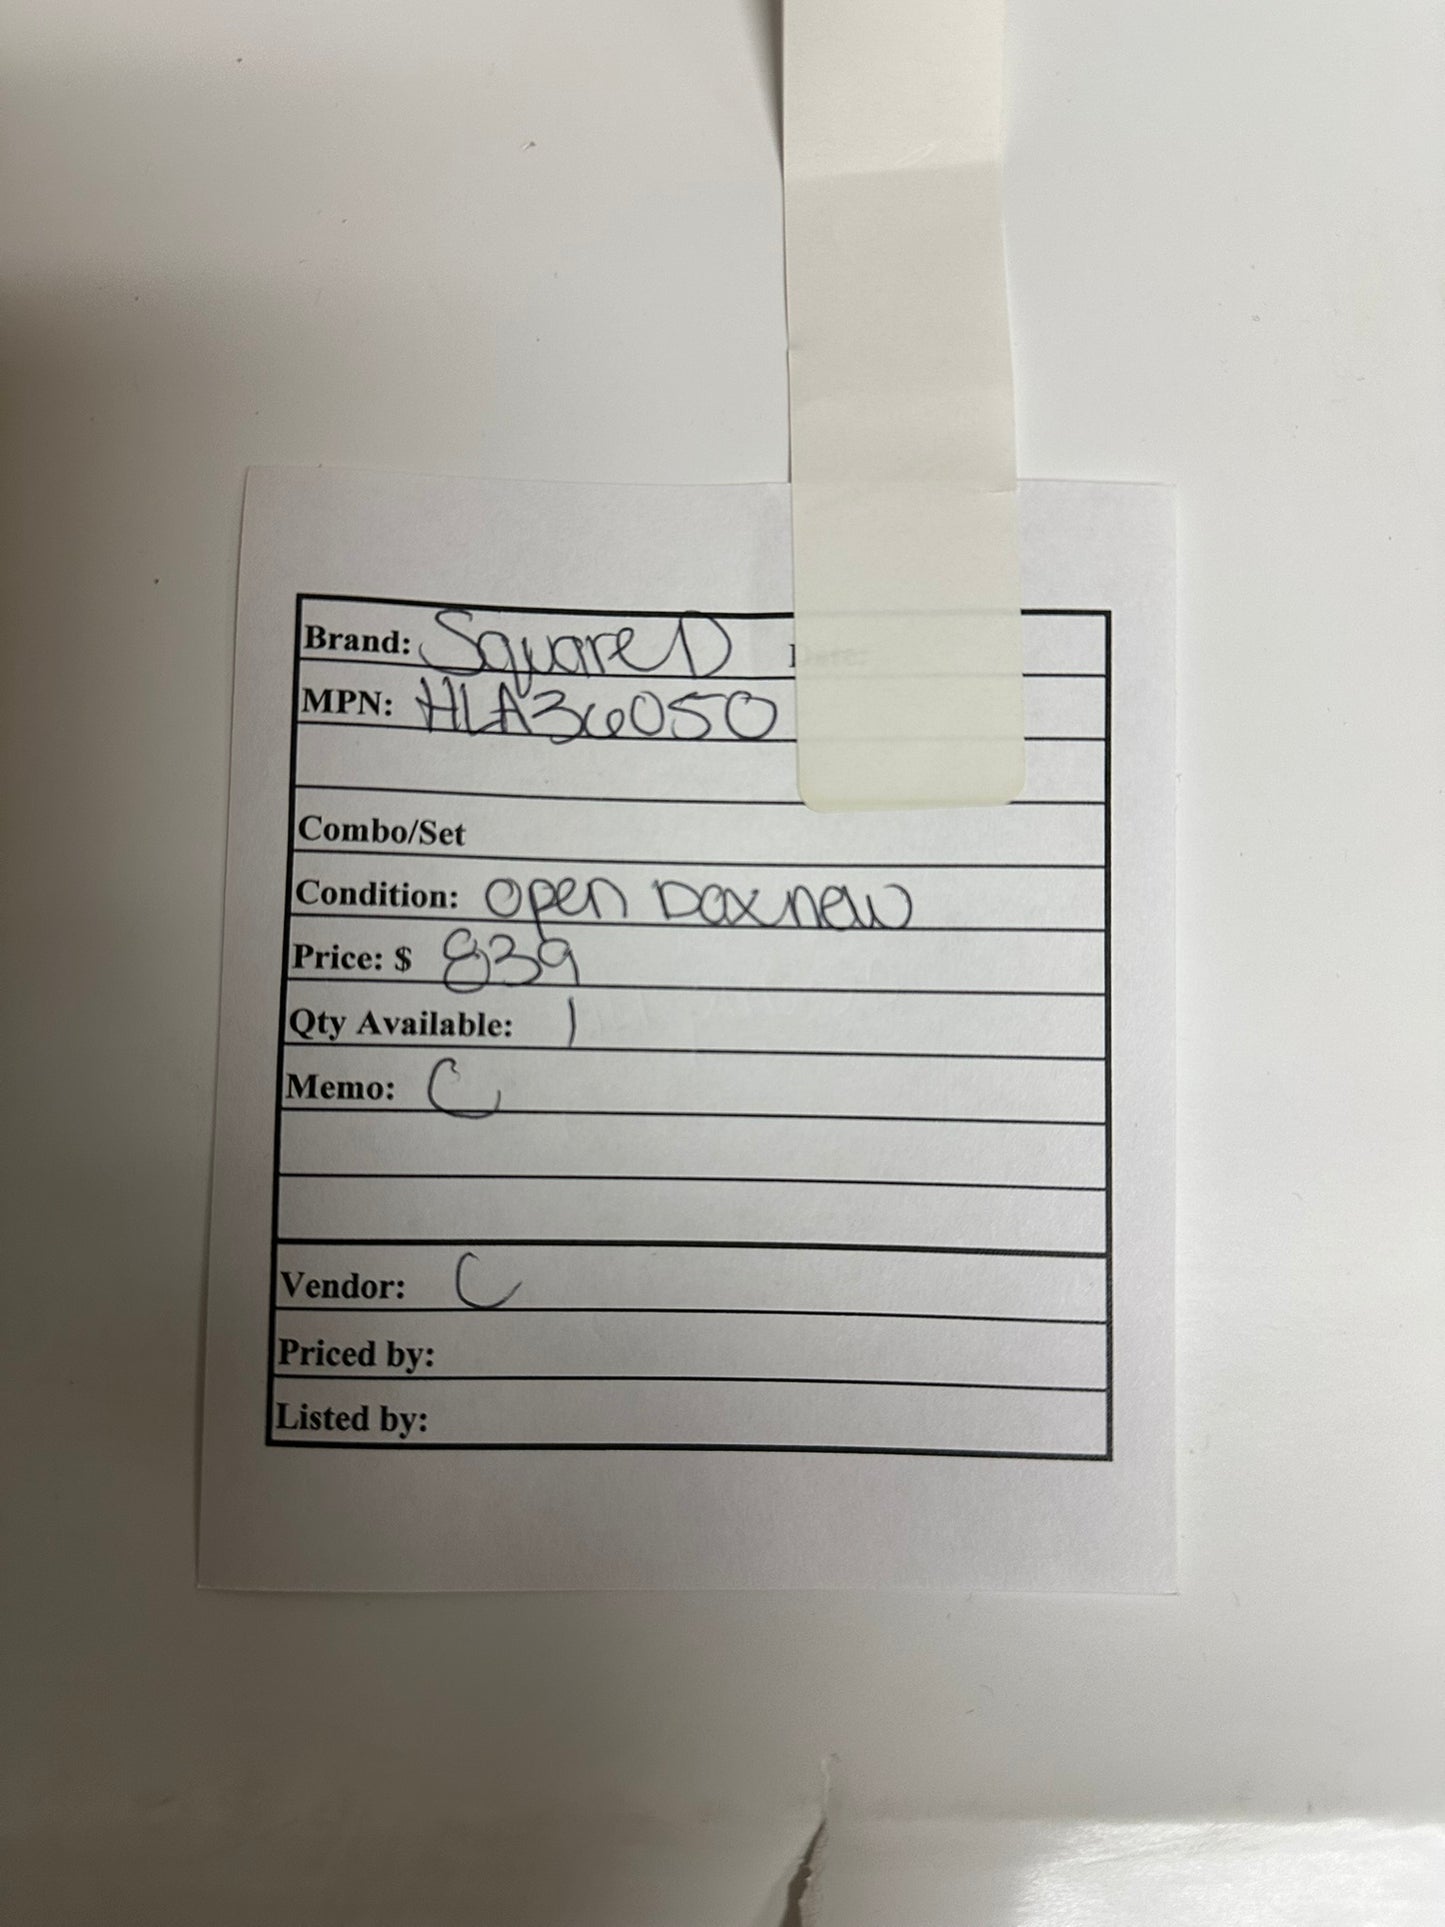 Brand: Square D
MPN: HLA36050
Combo/Set
Condition: open box new
Price: $ 839
Qty Available: 1
Memo: C
Vendor: C
Priced by:
Listed by: